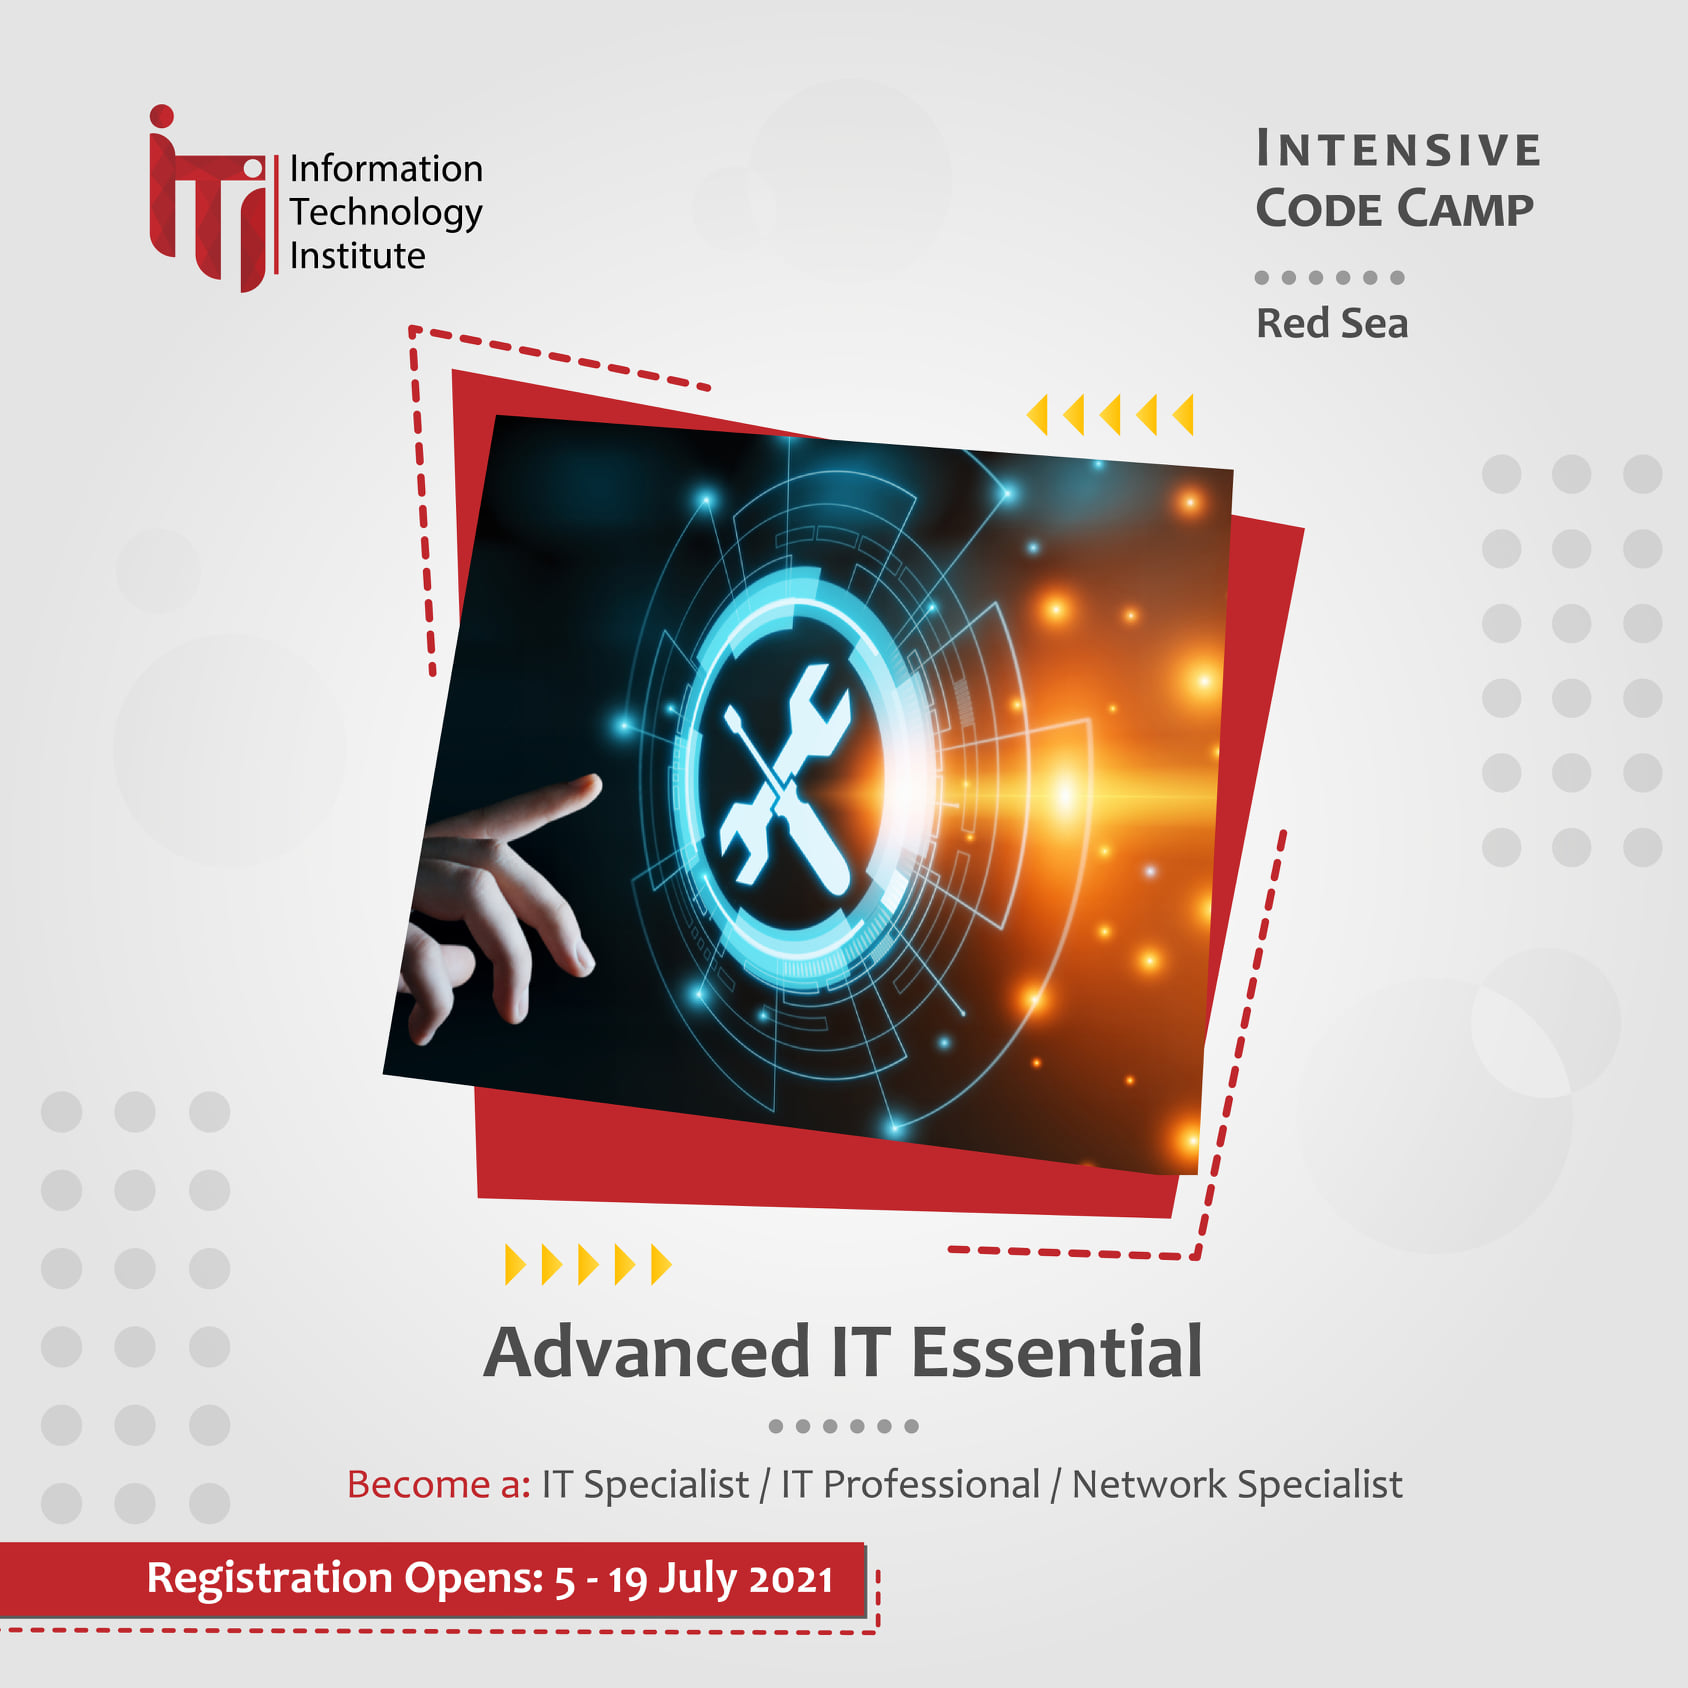 iTi
Information
Technology
Institute
INTENSIVE
CODE CAMP
Red Sea
Advanced IT Essential
Become a: IT Specialist / IT Professional / Network Specialist
Registration Opens: 5 - 19 July 2021